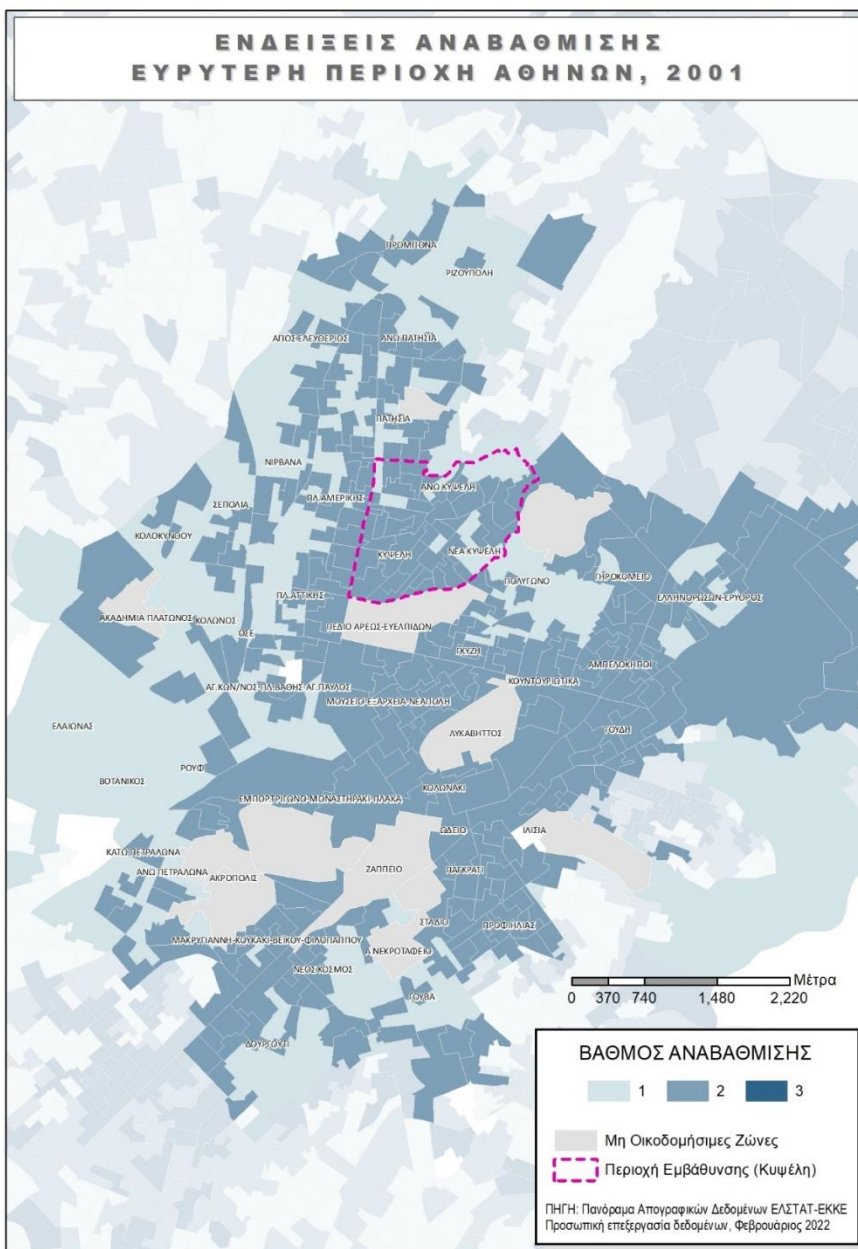 ΕΝΔΕΙΞΕΙΣ ΑΝΑΒΑΘΜΙΣΗΣ
ΕΥΡΥΤΕΡΗ ΠΕΡΙΟΧΗ ΑΘΗΝΩΝ, 2001
ΠΡΟΜΠΟΝΑ
ΡΙΖΟΥΠΟΛΗ
ΑΓΙΟΣ ΕΛΕΥΘΕΡΙΟΣ
ΑΝΩ ΠΑΤΗΣΙΑ
ΠΑΤΗΣΙΑ
ΝΙΡΒΑΝΑ
ΑΝΩ ΚΥΨΕΛΗ
ΣΕΠΟΛΙΑ
ΠΛ.ΑΜΕΡΙΚΗΣ
ΚΟΛΟΚΥΝΘΟΥ
ΚΥΨΕΛΗ
ΝΕΑ ΚΥΨΕΛΗ
ΓΗΡΟΚΟΜΕΙΟ
ΠΟΛΥΓΩΝΟ
ΠΛ.ΑΤΤΙΚΗΣ
ΕΛΛΗΝΟΡΩΣΩΝ-ΕΡΥΘΡΟΣ
ΑΚΑΔΗΜΙΑ ΠΛΑΤΩΝΟΣ
ΚΟΛΩΝΟΣ
ΟΣΕ
ΠΕΔΙΟ ΑΡΕΩΣ-ΕΥΕΛΠΙΔΩΝ
ΓΚΥΖΗ
ΑΜΠΕΛΟΚΗΠΟΙ
ΚΟΥΝΤΟΥΡΙΩΤΙΚΑ
ΑΓ.ΚΩΝ/ΝΟΣ-ΠΛ.ΒΑΘΗΣ-ΑΓ.ΠΑΥΛΟΣ
ΜΟΥΣΕΙΟ-ΕΞΑΡΧΕΙΑ-ΝΕΑΠΟΛΗ
ΕΛΑΙΩΝΑΣ
ΛΥΚΑΒΗΤΤΟΣ
ΓΟΥΔΗ
ΡΟΥΦ
ΒΟΤΑΝΙΚΟΣ
ΚΟΛΩΝΑΚΙ
ΕΜΠΟΡ.ΤΡΙΓΩΝΟ-ΜΟΝΑΣΤΗΡΑΚΙ-ΠΛΑΚΑ
ΩΔΕΙΟ
ΙΛΙΣΙΑ
ΚΑΤΩ ΠΕΤΡΑΛΩΝΑ
ΑΝΩ ΠΕΤΡΑΛΩΝΑ
ΑΚΡΟΠΟΛΙΣ
ΖΑΠΠΕΙΟ
ΠΑΓΚΡΑΤΙ
ΣΤΑΔΙΟ
ΠΡΟΦ.ΗΛΙΑΣ
ΜΑΚΡΥΓΙΑΝΝΗ-ΚΟΥΚΑΚΙ-ΒΕΙΚΟΥ-ΦΙΛΟΠΑΠΠΟΥ
Α ΝΕΚΡΟΤΑΦΕΙΟ
ΝΕΟΣ ΚΟΣΜΟΣ
ΓΟΥΒΑ
ΔΟΥΡΓΟΥΤΙ
Μέτρα
0 370 740 1,480 2,220
ΒΑΘΜΟΣ ΑΝΑΒΑΘΜΙΣΗΣ
1 2 3
Μη Οικοδομήσιμες Ζώνες
Περιοχή Εμβάθυνσης (Κυψέλη)
ΠΗΓΗ: Πανόραμα Απογραφικών Δεδομένων ΕΛΣΤΑΤ-ΕΚΚΕ
Προσωπική επεξεργασία δεδομένων, Φεβρουάριος 2022